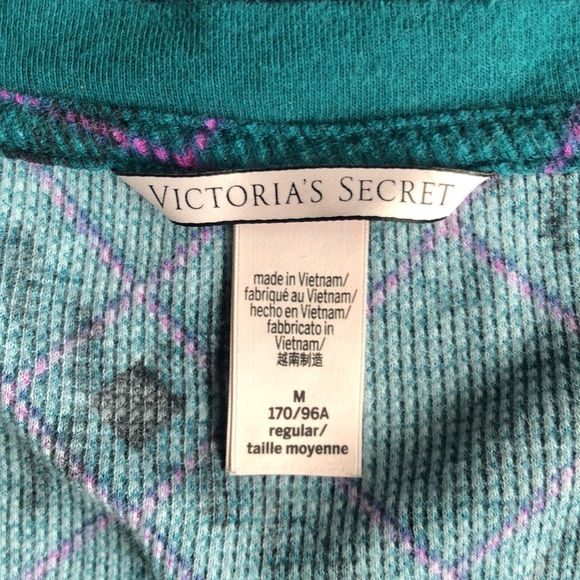 VICTORIA'S SECRET
made in Vietnam/
fabriqué au Vietnam/
hecho en Vietnam/
fabbricato in
Vietnam/
越南制造
M
170/96A
regular/
taille moyenne